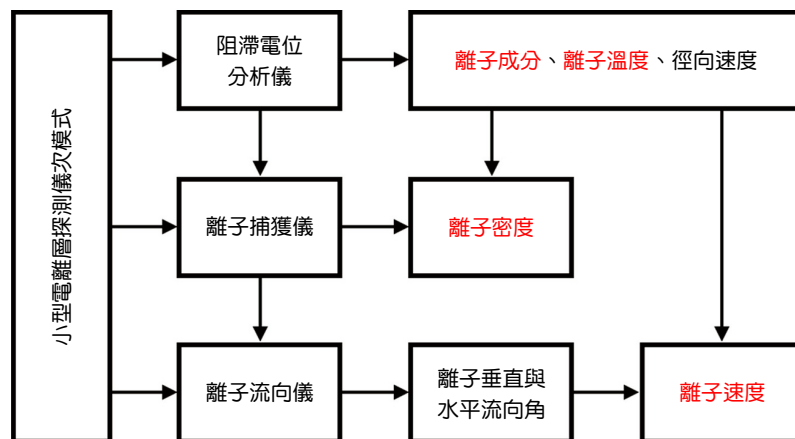 小型電離層探測儀次模式
阻滯電位
分析儀
離子成分、離子溫度、徑向速度
離子捕獲儀
離子密度
離子流向儀
離子垂直與
水平流向角
離子速度